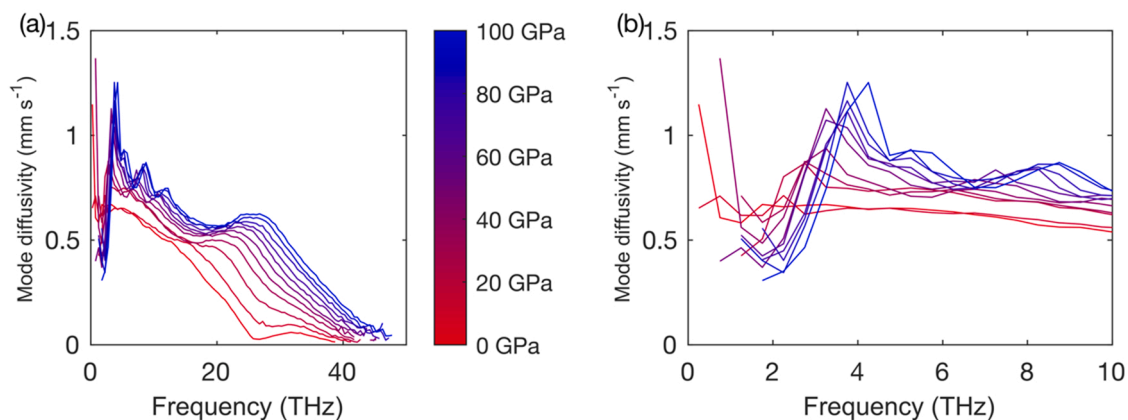 (a)
Mode diffusivity (mm s⁻¹)
1.5
1
0.5
0
0
20
40
Frequency (THz)
100 GPa
80 GPa
60 GPa
40 GPa
20 GPa
0 GPa
(b)
Mode diffusivity (mm s⁻¹)
1.5
1
0.5
0
0
2
4
6
8
10
Frequency (THz)